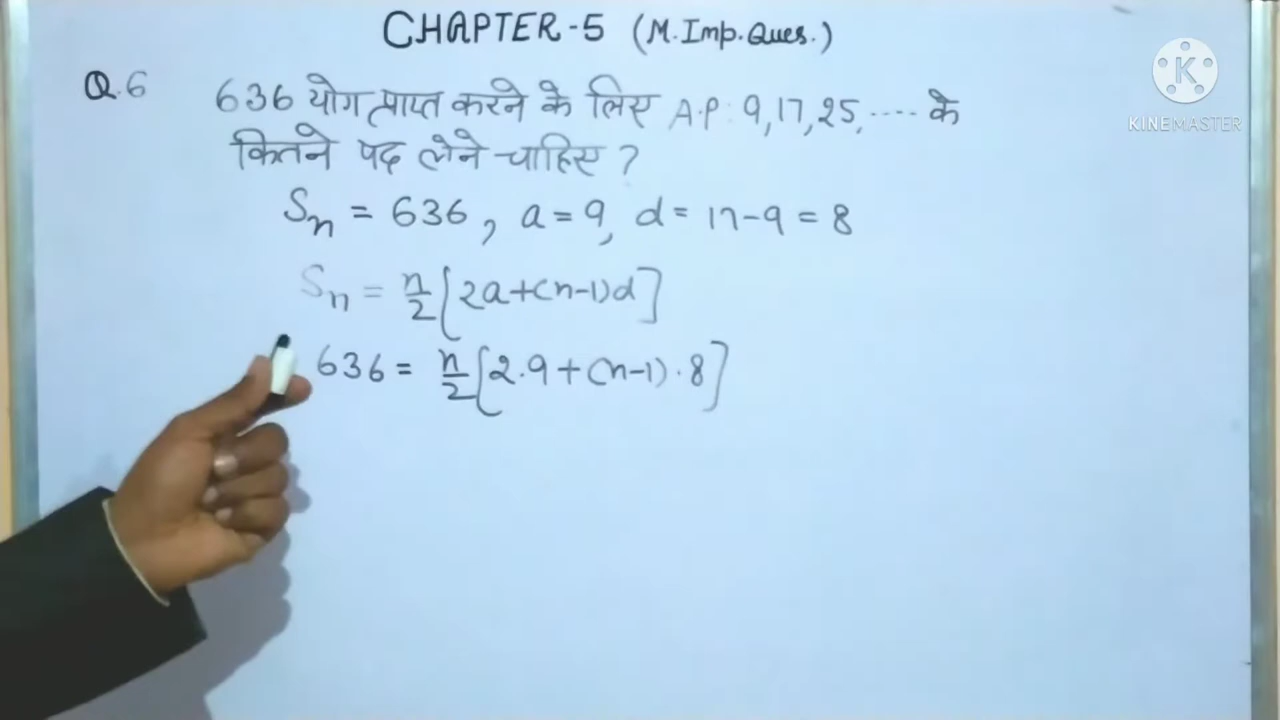 CHAPTER-5 (M.Imp.Ques.)
K
KINEMASTER
Q.6 636 योग प्राप्त करने के लिए A.P: 9,17,25,.... के
कितने पद लेने चाहिए ?
Sn = 636, a = 9, d = 17-9 = 8
Sn = n/2[2a+(n-1)d]
636 = n/2[2.9+(n-1).8]